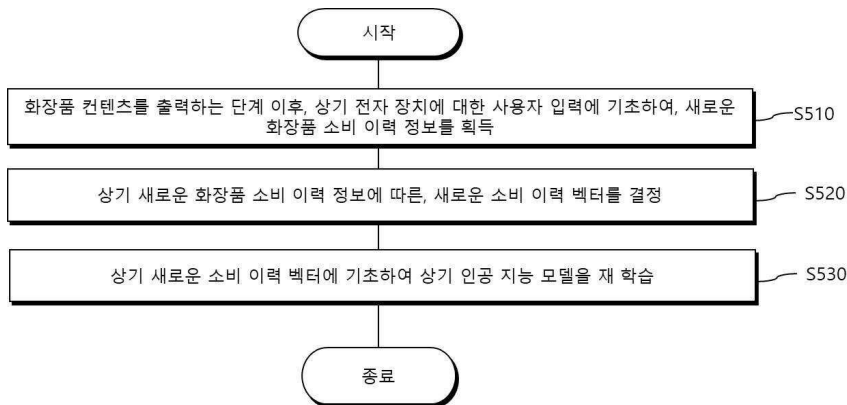 시작
화장품 컨텐츠를 출력하는 단계 이후, 상기 전자 장치에 대한 사용자 입력에 기초하여, 새로운
화장품 소비 이력 정보를 획득
S510
상기 새로운 화장품 소비 이력 정보에 따른, 새로운 소비 이력 벡터를 결정
S520
상기 새로운 소비 이력 벡터에 기초하여 상기 인공 지능 모델을 재 학습
S530
종료